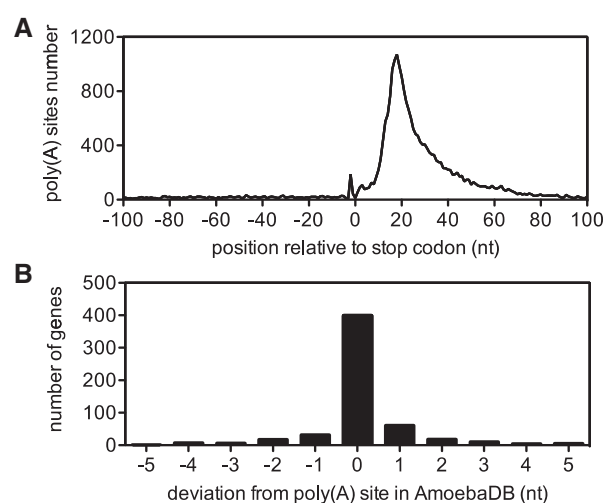 A
poly(A) sites number
1200
800
400
0
-100 -80 -60 -40 -20 0 20 40 60 80 100
position relative to stop codon (nt)
B
number of genes
500
400
300
200
100
0
-5 -4 -3 -2 -1 0 1 2 3 4 5
deviation from poly(A) site in AmoebaDB (nt)